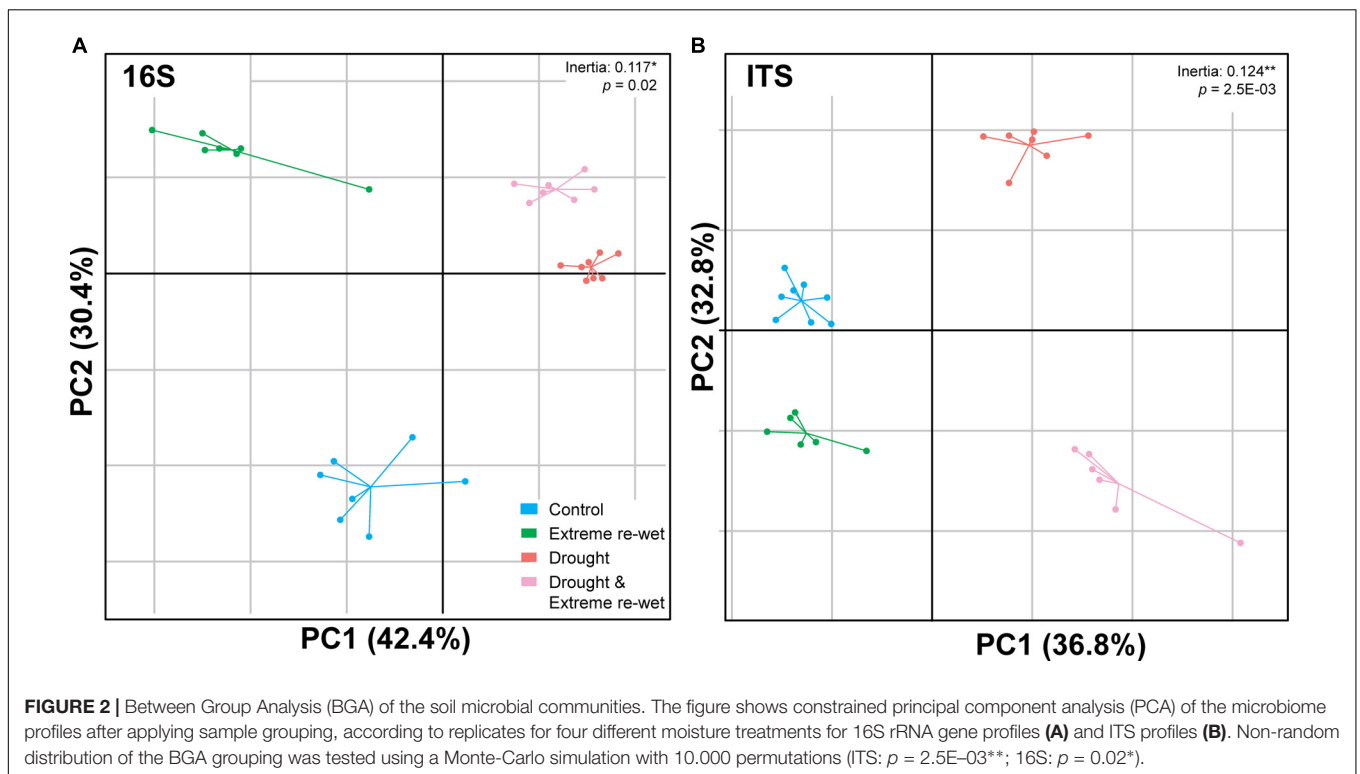 A
16S
Inertia: 0.117*
p = 0.02
PC2 (30.4%)
Control
Extreme re-wet
Drought
Drought &
Extreme re-wet
PC1 (42.4%)
B
ITS
Inertia: 0.124**
p = 2.5E-03
PC2 (32.8%)
PC1 (36.8%)
FIGURE 2 | Between Group Analysis (BGA) of the soil microbial communities. The figure shows constrained principal component analysis (PCA) of the microbiome
profiles after applying sample grouping, according to replicates for four different moisture treatments for 16S rRNA gene profiles (A) and ITS profiles (B). Non-random
distribution of the BGA grouping was tested using a Monte-Carlo simulation with 10.000 permutations (ITS: p = 2.5E–03**; 16S: p = 0.02*).